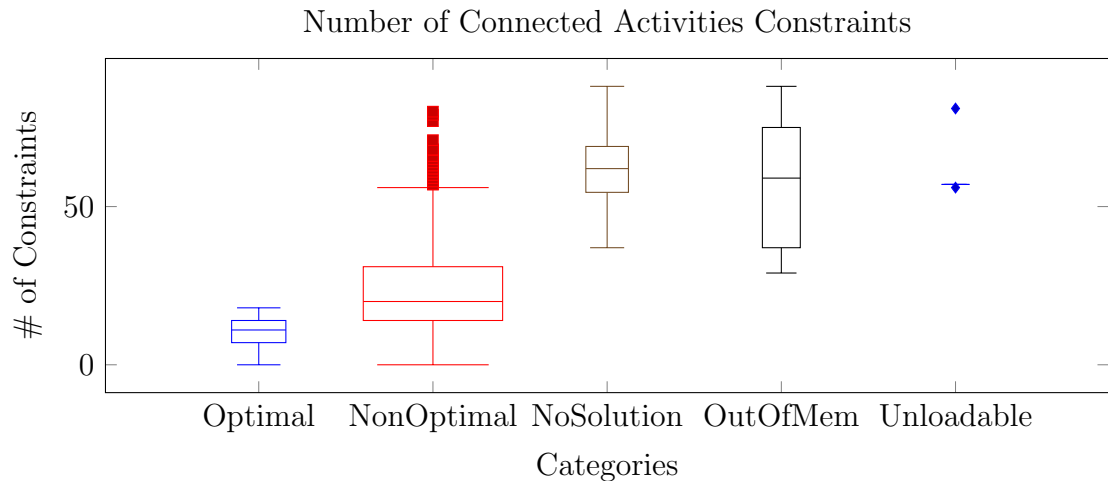 Number of Connected Activities Constraints
# of Constraints
50
0
Optimal NonOptimal NoSolution OutOfMem Unloadable
Categories